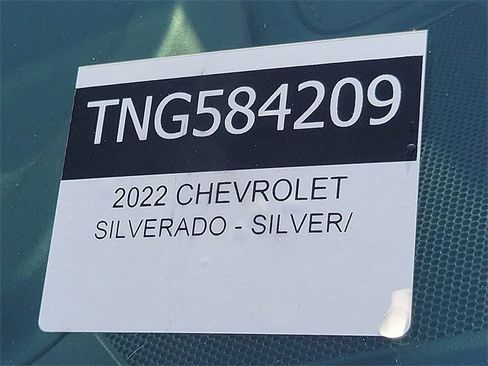 TNG584209
2022 CHEVROLET
SILVERADO - SILVER/